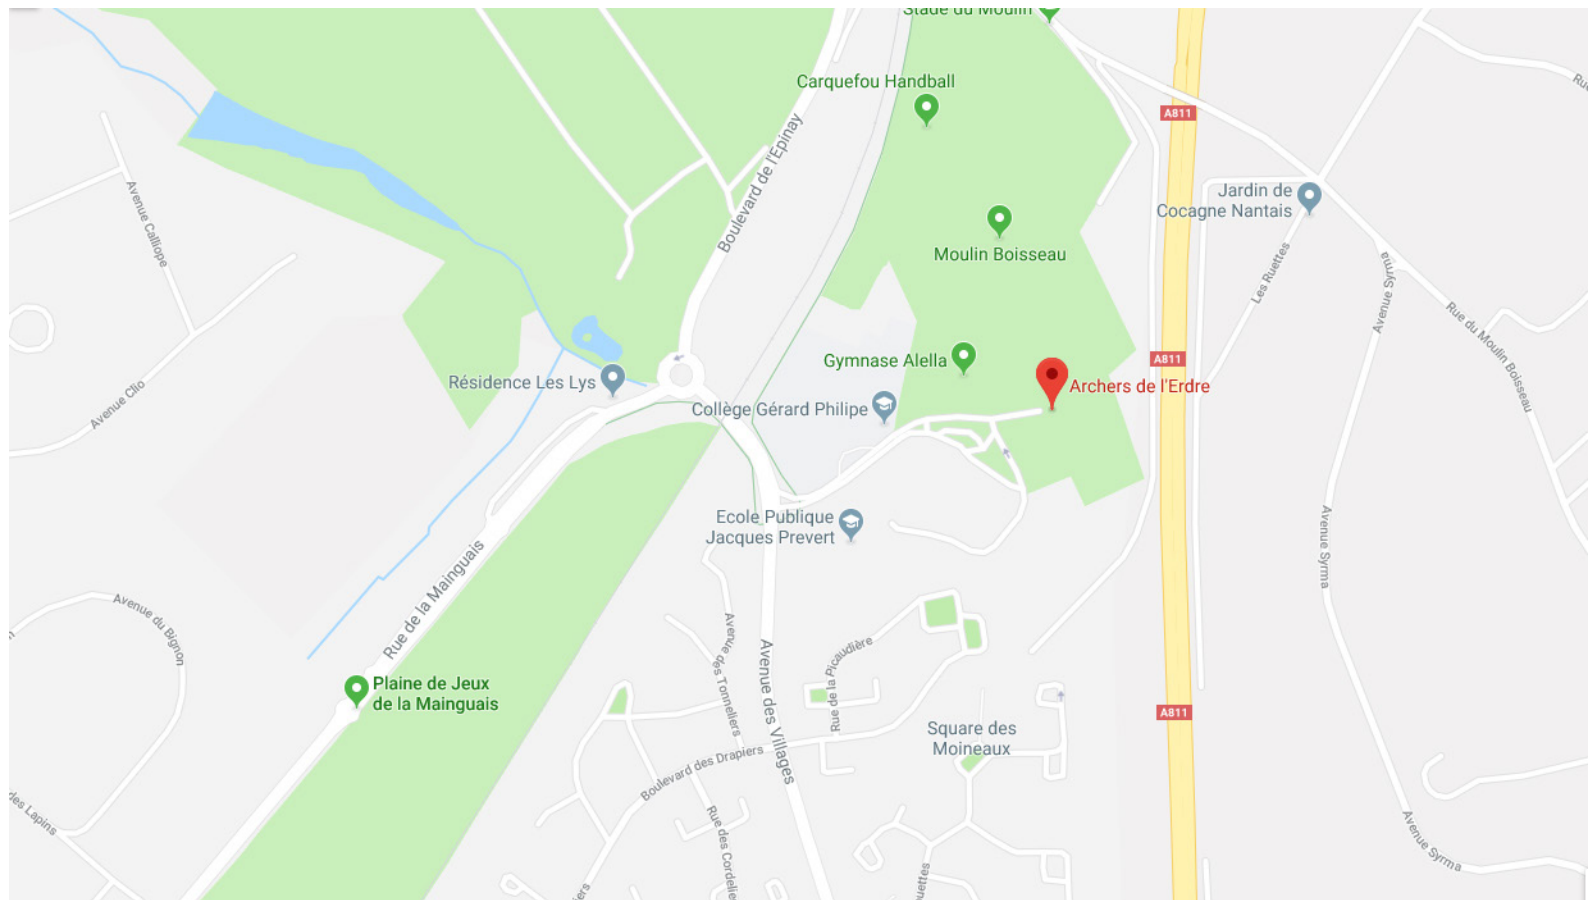 Stade du Moulin
Carquefou Handball
A811
Boulevard de l'Epinay
Jardin de
Cocagne Nantais
Avenue Calliope
Moulin Boisseau
Les Ruettes
Avenue Syrma
Rue du Moulin Boisseau
Gymnase Alella
A811
Archers de l'Erdre
Résidence Les Lys
Collège Gérard Philipe
Avenue Clio
Ecole Publique
Jacques Prevert
Avenue Syrma
Rue de la Mainguais
Avenue du Bignon
Avenue
des Tonneliers
Avenue des Villages
Rue de la Picaudière
Plaine de Jeux
de la Mainguais
A811
Square des
Moineaux
Boulevard des Drapiers
des Lapins
Rue des Cordelie
Avenue Syrma